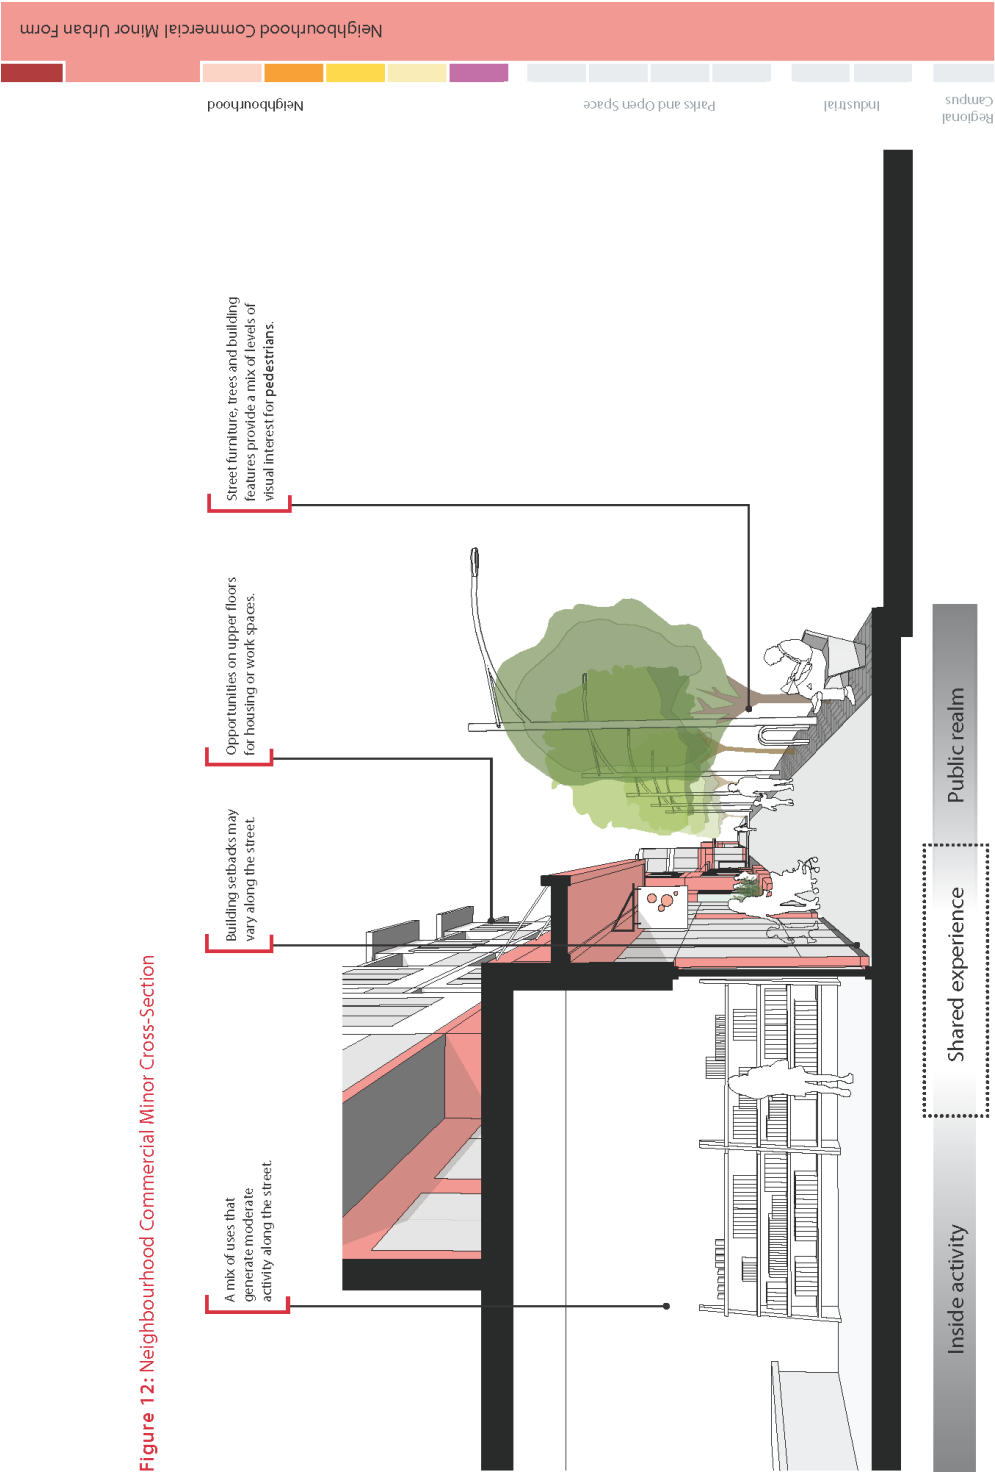 Neighbourhood Commercial Minor Urban Form
Neighbourhood
Parks and Open Space
Industrial
Regional
Campus
Figure 12: Neighbourhood Commercial Minor Cross-Section
A mix of uses that
generate moderate
activity along the street.
Building setbacks may
vary along the street.
Opportunities on upper floors
for housing or work spaces.
Street furniture, trees and building
features provide a mix of levels of
visual interest for pedestrians.
Inside activity
Shared experience
Public realm